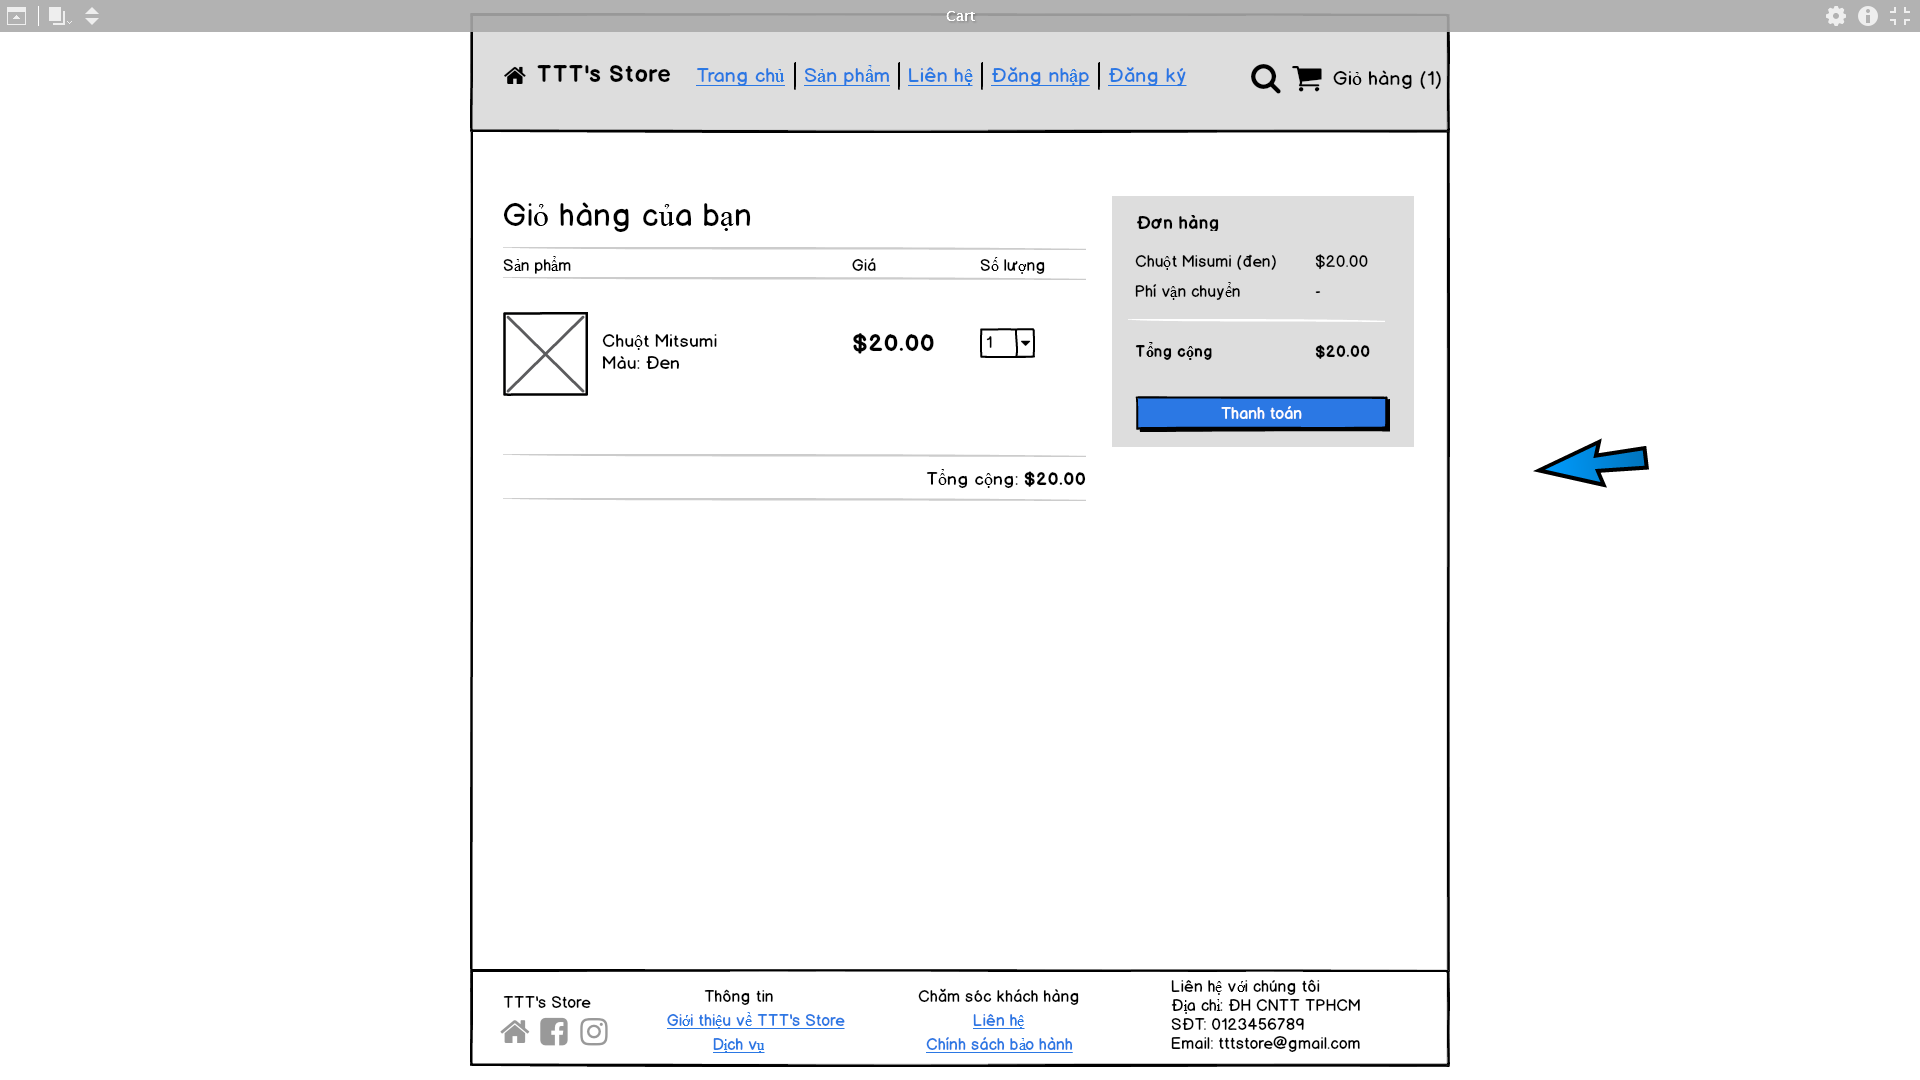 Cart
TTT's Store
Trang chủ
Sản phẩm
Liên hệ
Đăng nhập
Đăng ký
Giỏ hàng (1)
Giỏ hàng của bạn
Sản phẩm Giá Số lượng
Chuột Mitsumi
Màu: Đen
$20.00
1
Tổng cộng: $20.00
Đơn hàng
Chuột Misumi (đen) $20.00
Phí vận chuyển -
Tổng cộng $20.00
Thanh toán
TTT's Store
Thông tin
Giới thiệu về TTT's Store
Dịch vụ
Chăm sóc khách hàng
Liên hệ
Chính sách bảo hành
Liên hệ với chúng tôi
Địa chỉ: ĐH CNTT TPHCM
SĐT: 0123456789
Email: tttstore@gmail.com